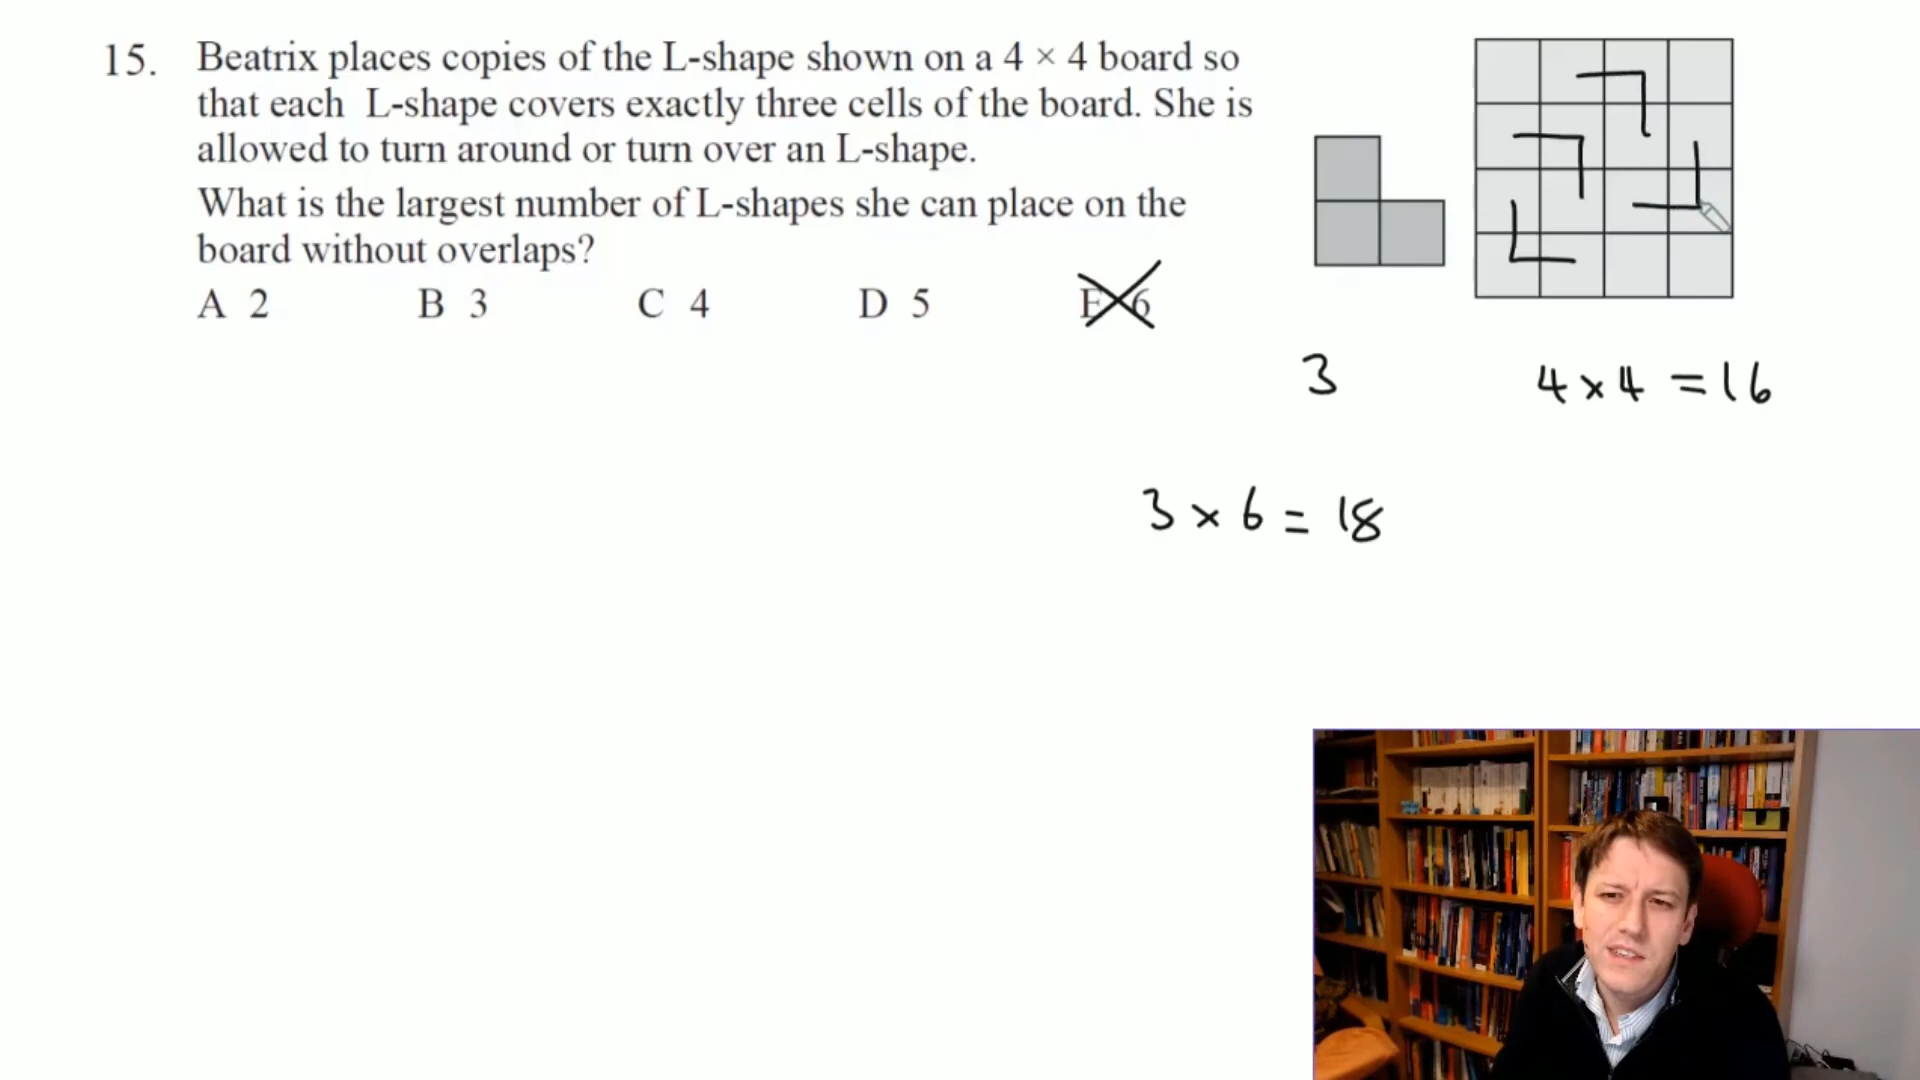 15. Beatrix places copies of the L-shape shown on a 4 × 4 board so
that each L-shape covers exactly three cells of the board. She is
allowed to turn around or turn over an L-shape.
What is the largest number of L-shapes she can place on the
board without overlaps?
A 2 B 3 C 4 D 5 E 6
3 4 × 4 = 16
3 × 6 = 18